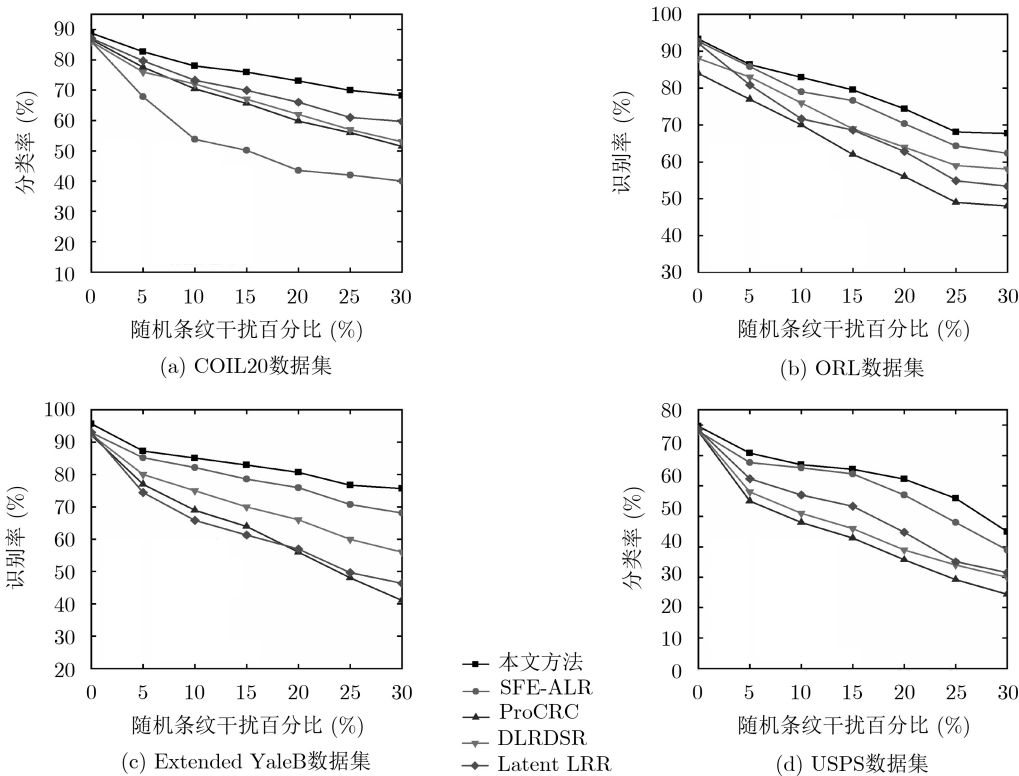 90
80
70
60
50
40
30
20
10
分类率 (%)
0 5 10 15 20 25 30
随机条纹干扰百分比 (%)
(a) COIL20数据集
100
90
80
70
60
50
40
30
识别率 (%)
0 5 10 15 20 25 30
随机条纹干扰百分比 (%)
(b) ORL数据集
100
90
80
70
60
50
40
30
20
识别率 (%)
0 5 10 15 20 25 30
随机条纹干扰百分比 (%)
(c) Extended YaleB数据集
本文方法
SFE-ALR
ProCRC
DLRDSR
Latent LRR
80
70
60
50
40
30
20
10
0
分类率 (%)
0 5 10 15 20 25 30
随机条纹干扰百分比 (%)
(d) USPS数据集